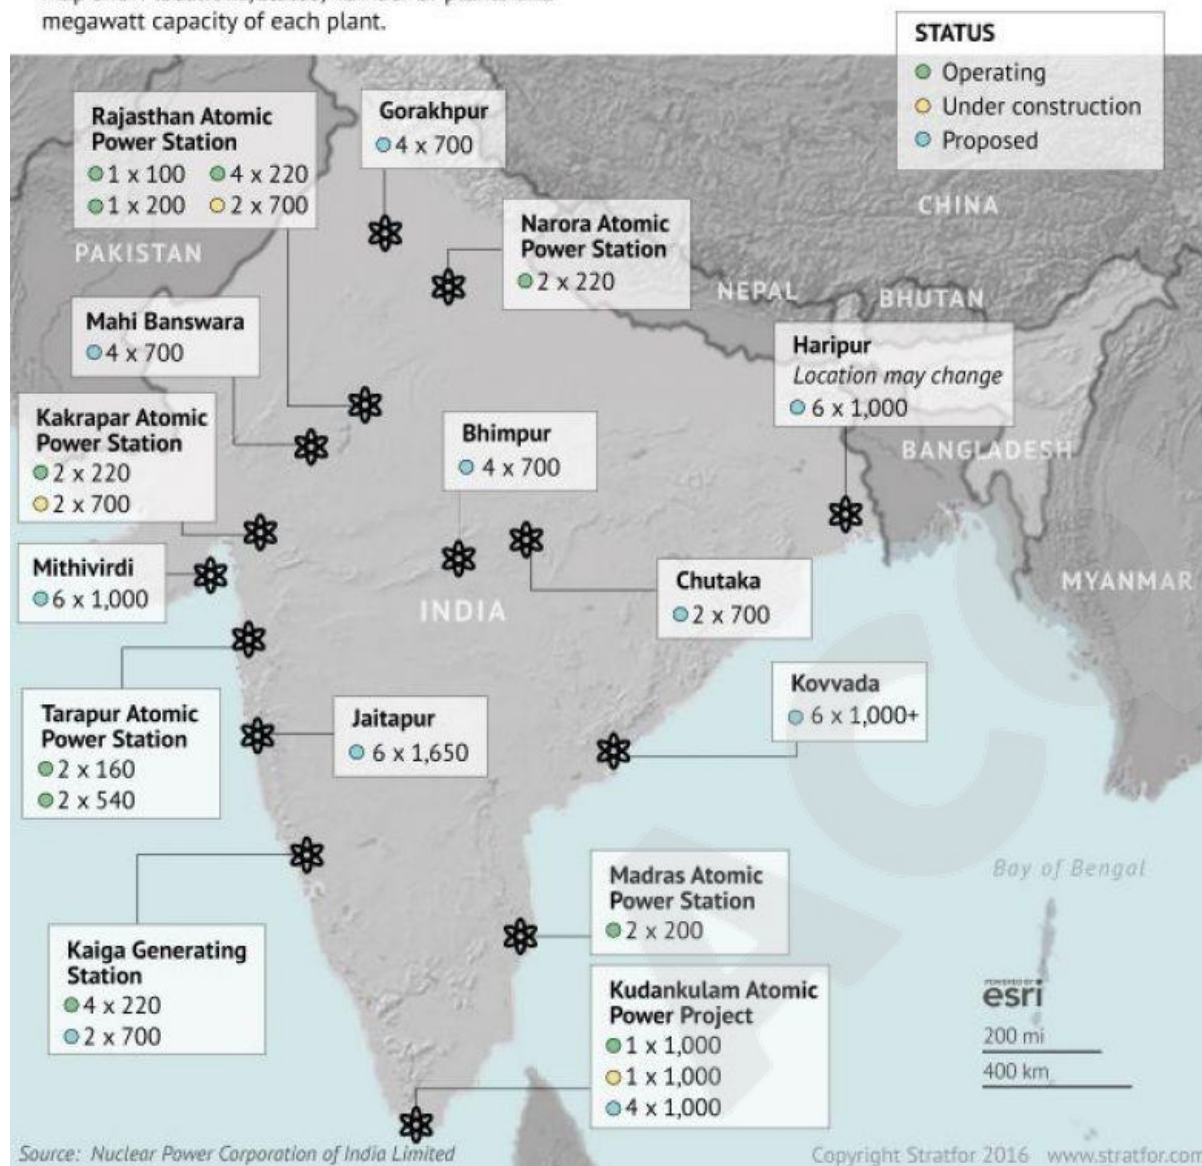 megawatt capacity of each plant.
STATUS
Operating
Under construction
Proposed
Rajasthan Atomic
Power Station
1 x 100 4 x 220
1 x 200 2 x 700
Gorakhpur
4 x 700
CHINA
Narora Atomic
Power Station
2 x 220
PAKISTAN
NEPAL
BHUTAN
Mahi Banswara
4 x 700
Haripur
Location may change
6 x 1,000
Kakrapar Atomic
Power Station
2 x 220
2 x 700
Bhimpur
4 x 700
BANGLADESH
Mithivirdi
6 x 1,000
Chutaka
2 x 700
MYANMAR
INDIA
Kovvada
6 x 1,000+
Tarapur Atomic
Power Station
2 x 160
2 x 540
Jaitapur
6 x 1,650
Bay of Bengal
Madras Atomic
Power Station
2 x 200
Kaiga Generating
Station
4 x 220
2 x 700
Kudankulam Atomic
Power Project
1 x 1,000
1 x 1,000
4 x 1,000
POWERED BY
esri
200 mi
400 km
Source: Nuclear Power Corporation of India Limited
Copyright Stratfor 2016 www.stratfor.com